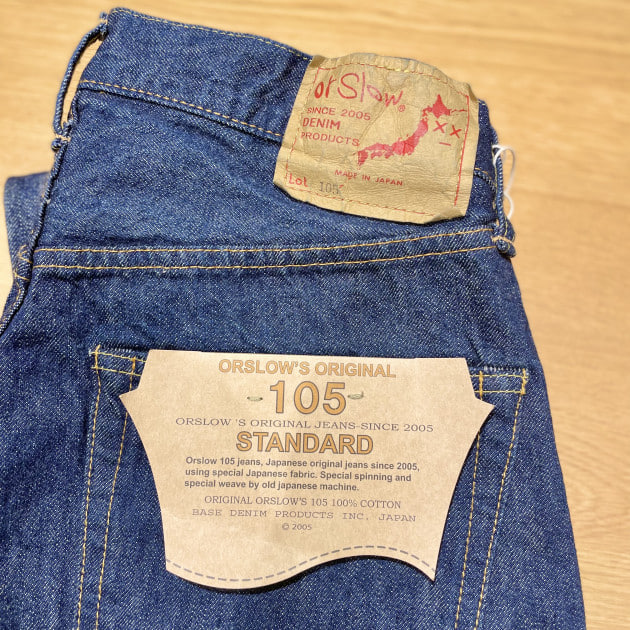 orSlow®
SINCE 2005
DENIM
PRODUCTS
MADE IN JAPAN
Lot 105
ORSLOW'S ORIGINAL
-105-
ORSLOW 'S ORIGINAL JEANS-SINCE 2005
STANDARD
Orslow 105 jeans, Japanese original jeans since 2005,
using special Japanese fabric. Special spinning and
special weave by old japanese machine.
ORIGINAL ORSLOW'S 105 100% COTTON
BASE DENIM PRODUCTS INC. JAPAN
© 2005